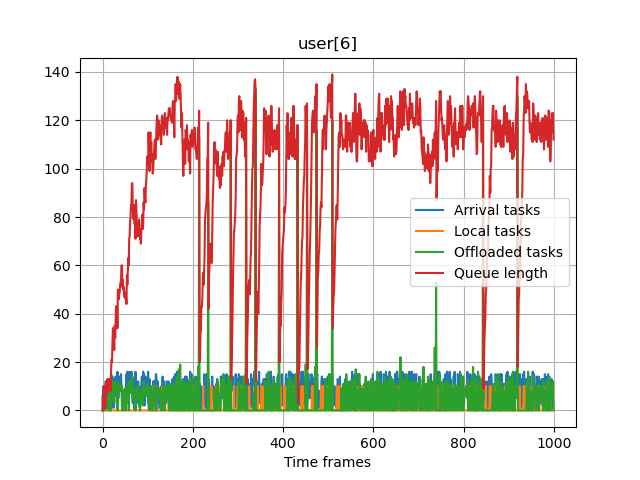 user[6]
140
120
100
80
60
40
20
0
Arrival tasks
Local tasks
Offloaded tasks
Queue length
0 200 400 600 800 1000
Time frames